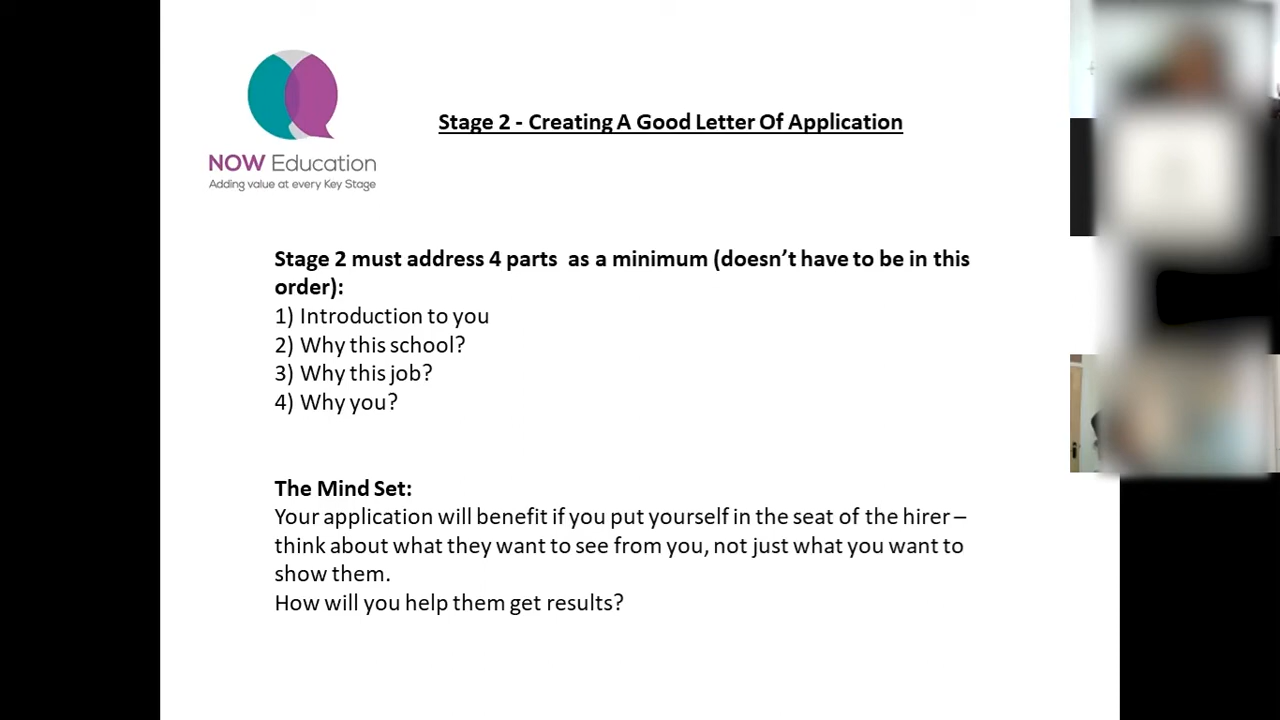 Stage 2 - Creating A Good Letter Of Application
NOW Education
Adding value at every Key Stage
Stage 2 must address 4 parts as a minimum (doesn't have to be in this
order):
1) Introduction to you
2) Why this school?
3) Why this job?
4) Why you?
The Mind Set:
Your application will benefit if you put yourself in the seat of the hirer –
think about what they want to see from you, not just what you want to
show them.
How will you help them get results?